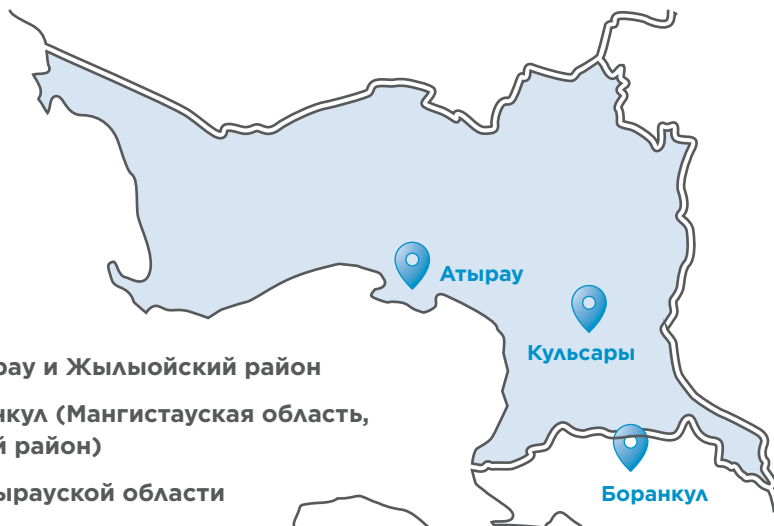 Атырау
Кульсары
рау и Жылыойский район
нкул (Мангистауская область,
й район)
ырауской области
Боранкул